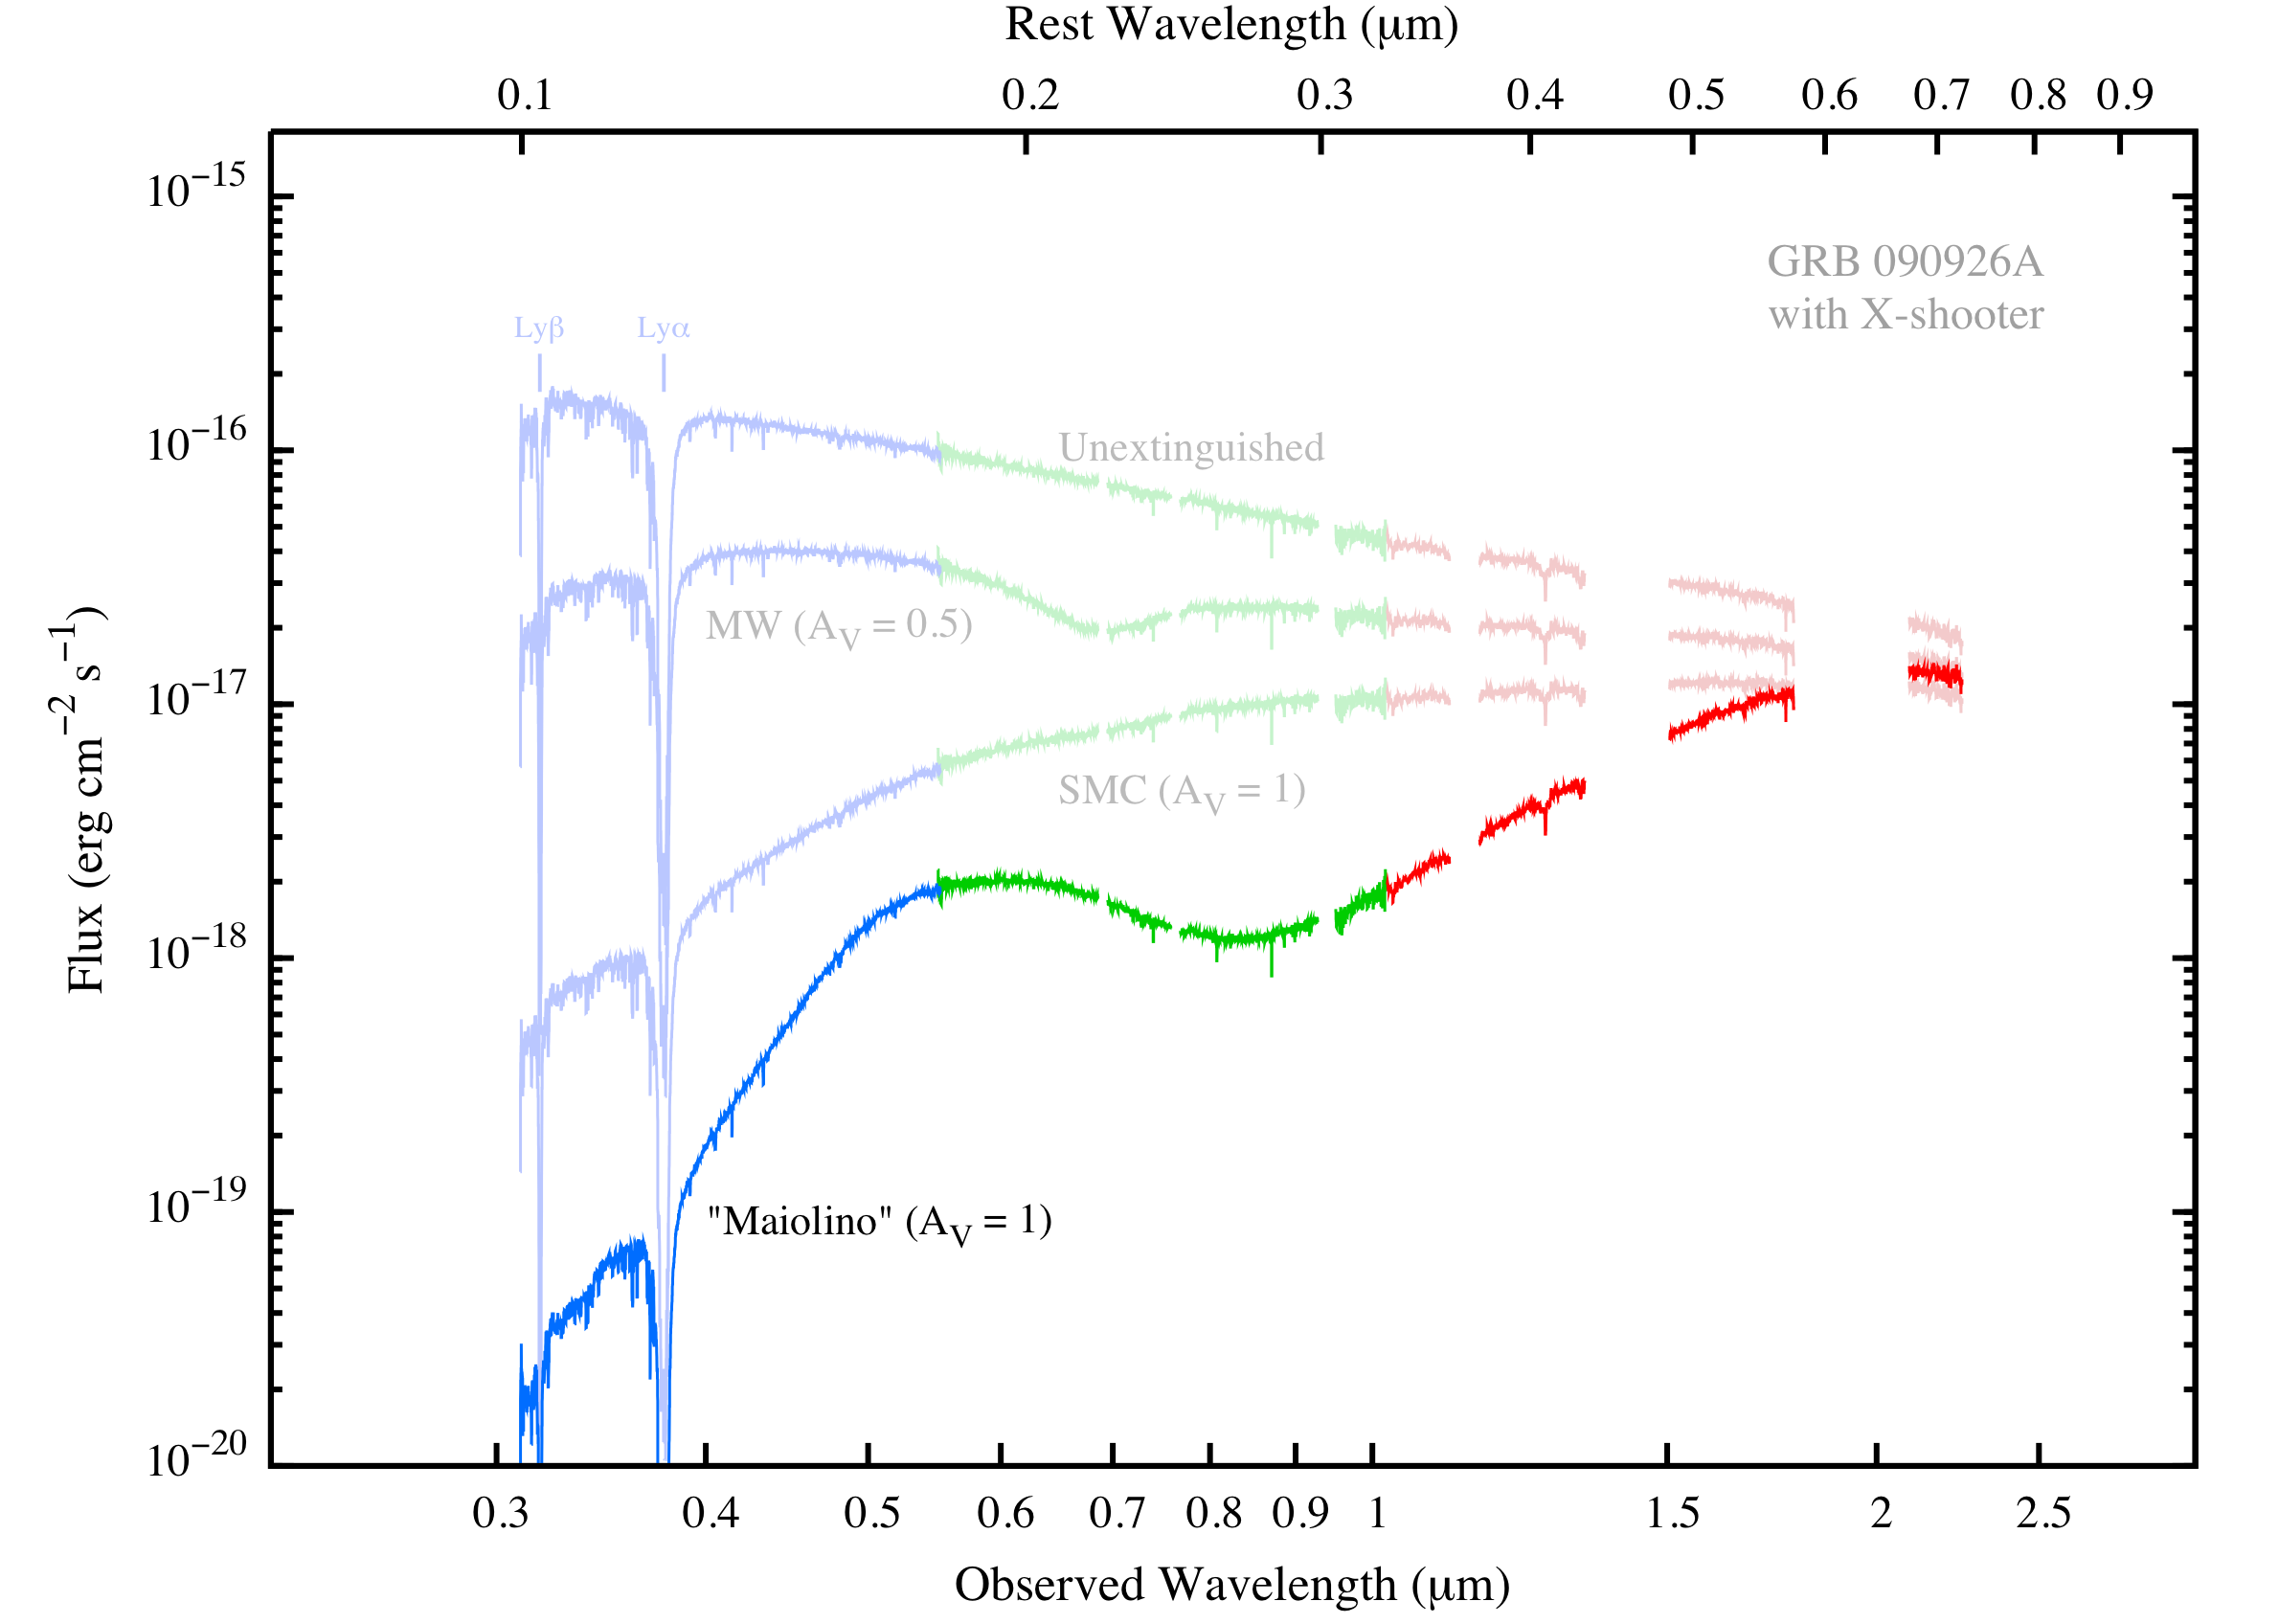 Rest Wavelength (μm)
0.1 0.2 0.3 0.4 0.5 0.6 0.7 0.8 0.9
10⁻¹⁵
GRB 090926A
with X-shooter
Lyβ Lyα
10⁻¹⁶
Unextinguished
MW (A_V = 0.5)
10⁻¹⁷
SMC (A_V = 1)
Flux (erg cm⁻² s⁻¹)
10⁻¹⁸
10⁻¹⁹
"Maiolino" (A_V = 1)
10⁻²⁰
0.3 0.4 0.5 0.6 0.7 0.8 0.9 1 1.5 2 2.5
Observed Wavelength (μm)